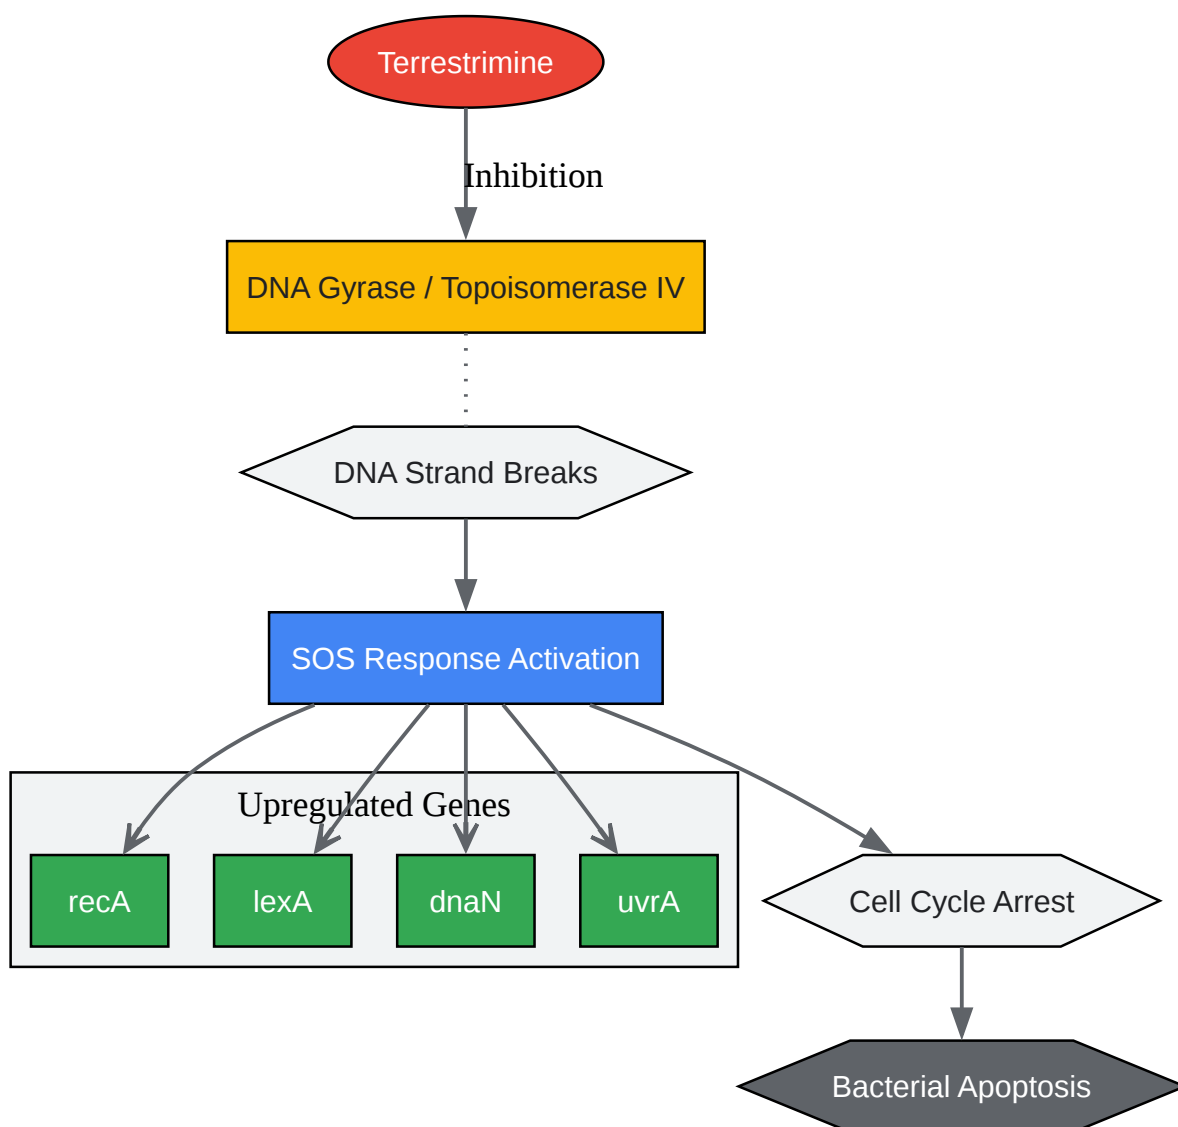 Terrestrimine
Inhibition
DNA Gyrase / Topoisomerase IV
DNA Strand Breaks
SOS Response Activation
Upregulated Genes
recA
lexA
dnaN
uvrA
Cell Cycle Arrest
Bacterial Apoptosis